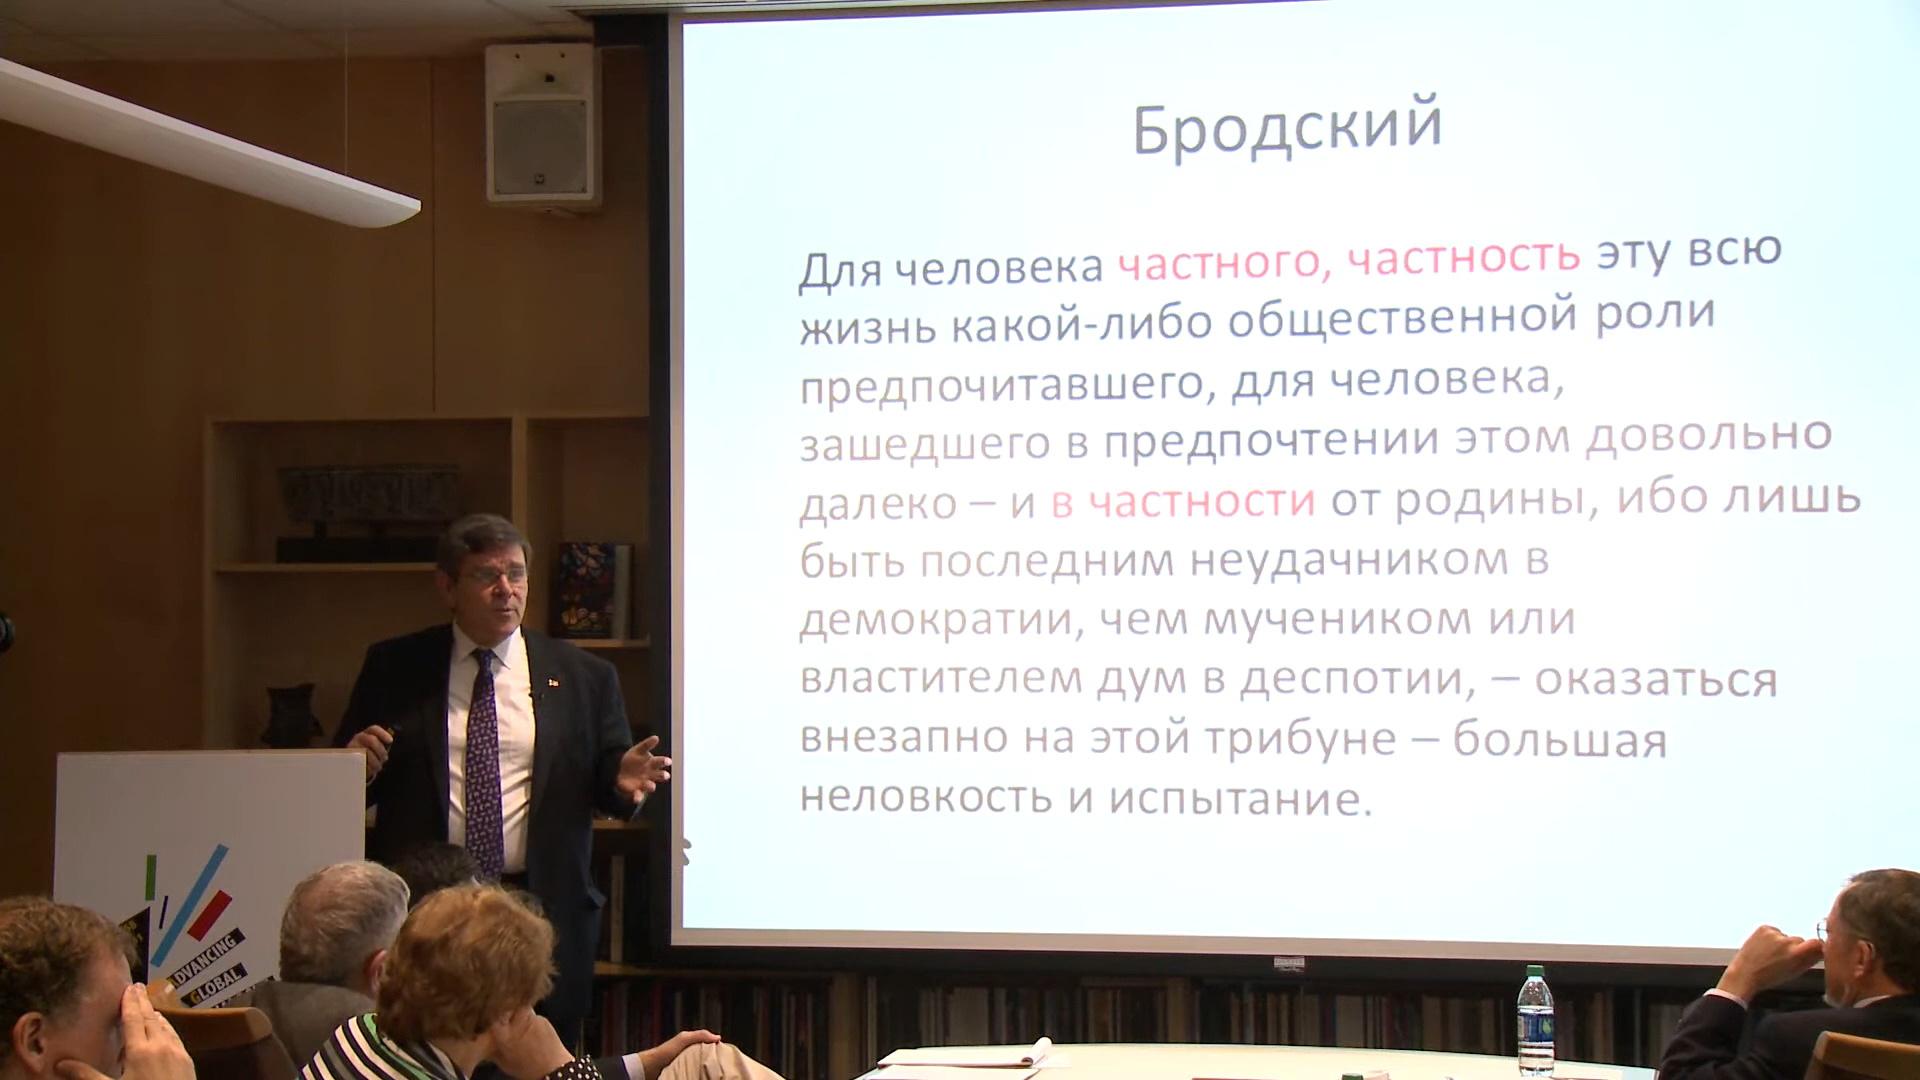 Бродский
Для человека частного, частность эту всю
жизнь какой-либо общественной роли
предпочитавшего, для человека,
зашедшего в предпочтении этом довольно
далеко – и в частности от родины, ибо лишь
быть последним неудачником в
демократии, чем мучеником или
властителем дум в деспотии, – оказаться
внезапно на этой трибуне – большая
неловкость и испытание.
ADVANCING
GLOBAL